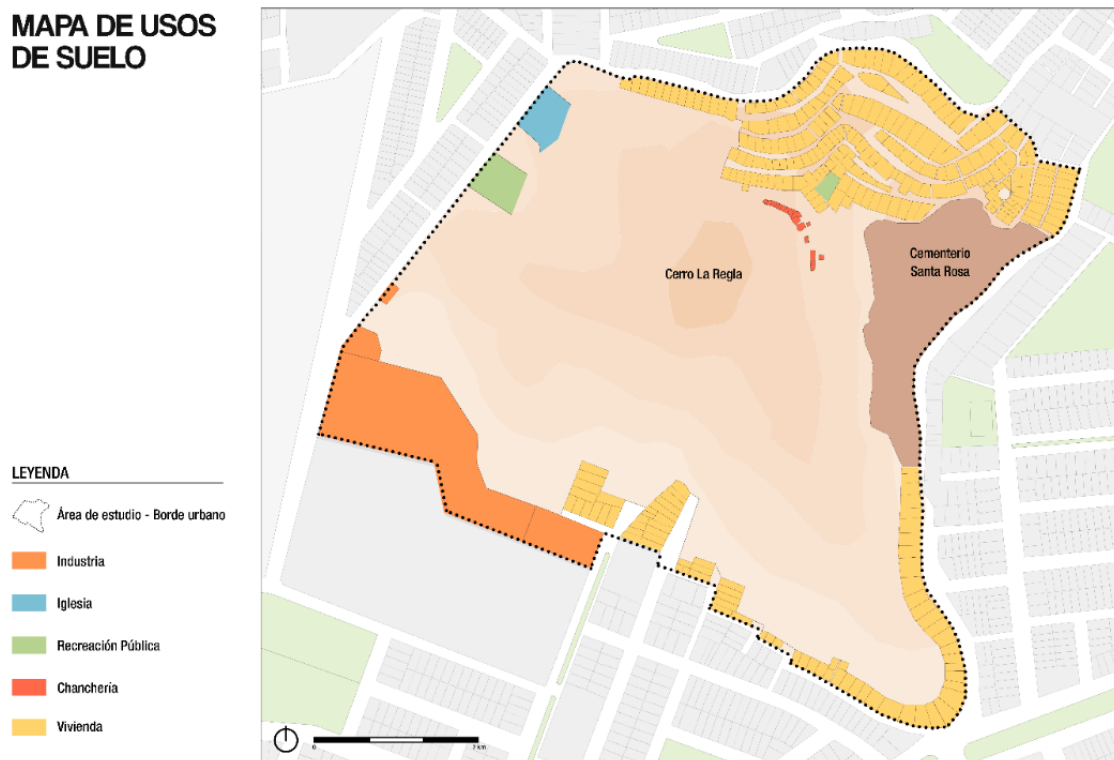 MAPA DE USOS
DE SUELO
Cerro La Regla
Cementerio
Santa Rosa
LEYENDA
Área de estudio - Borde urbano
Industria
Iglesia
Recreación Pública
Chanchería
Vivienda
0